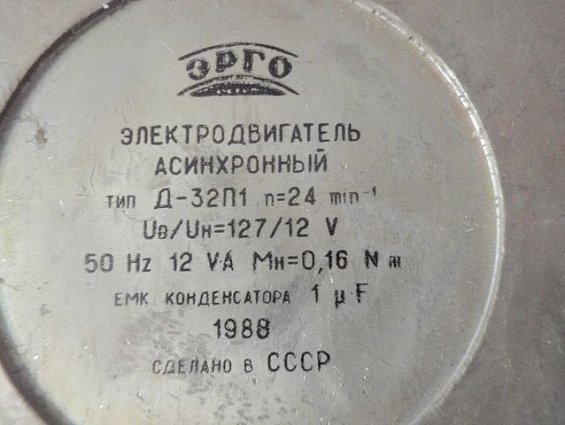 ЭРГО
ЭЛЕКТРОДВИГАТЕЛЬ
АСИНХРОННЫЙ
ТИП Д-32П1 n=24 min⁻¹
Uв/Uн=127/12 V
50 Hz 12 VA Mн=0,16 N m
ЕМК КОНДЕНСАТОРА 1 μF
1988
СДЕЛАНО В СССР